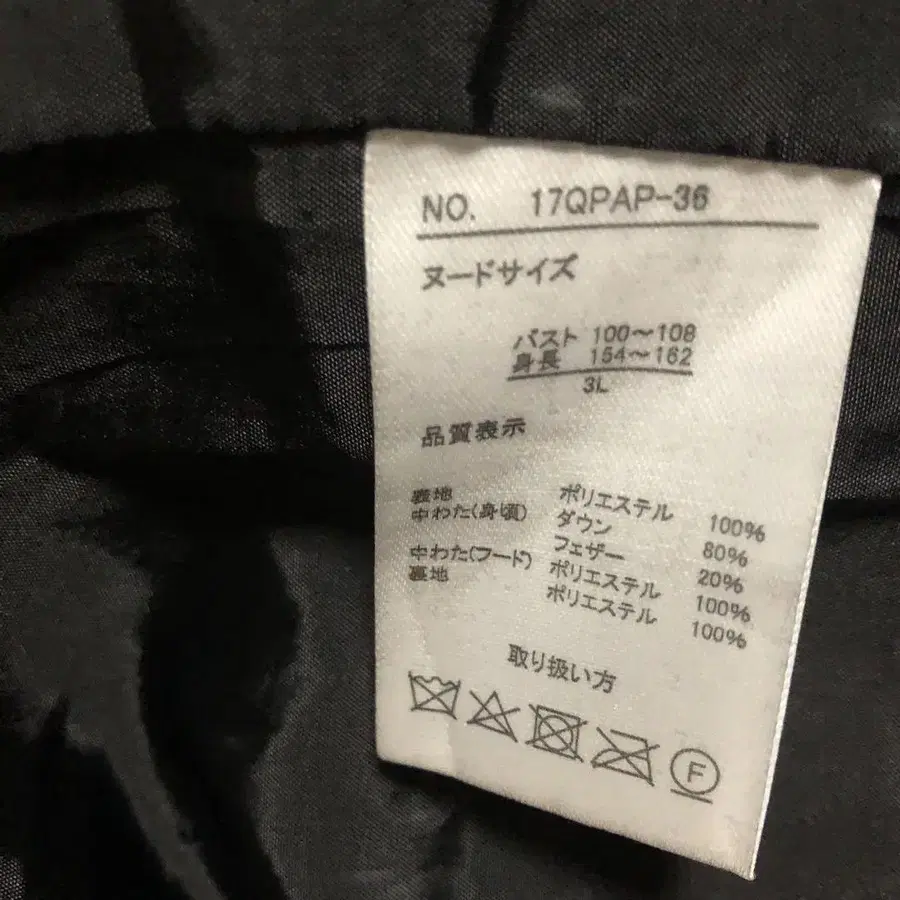 NO. 17QPAP-36
ヌードサイズ
バスト 100〜108
身長 154〜162
3L
品質表示
表地 ポリエステル 100%
中わた(身頃) ダウン 80%
フェザー 20%
中わた(フード) ポリエステル 100%
裏地 ポリエステル 100%
取り扱い方
F